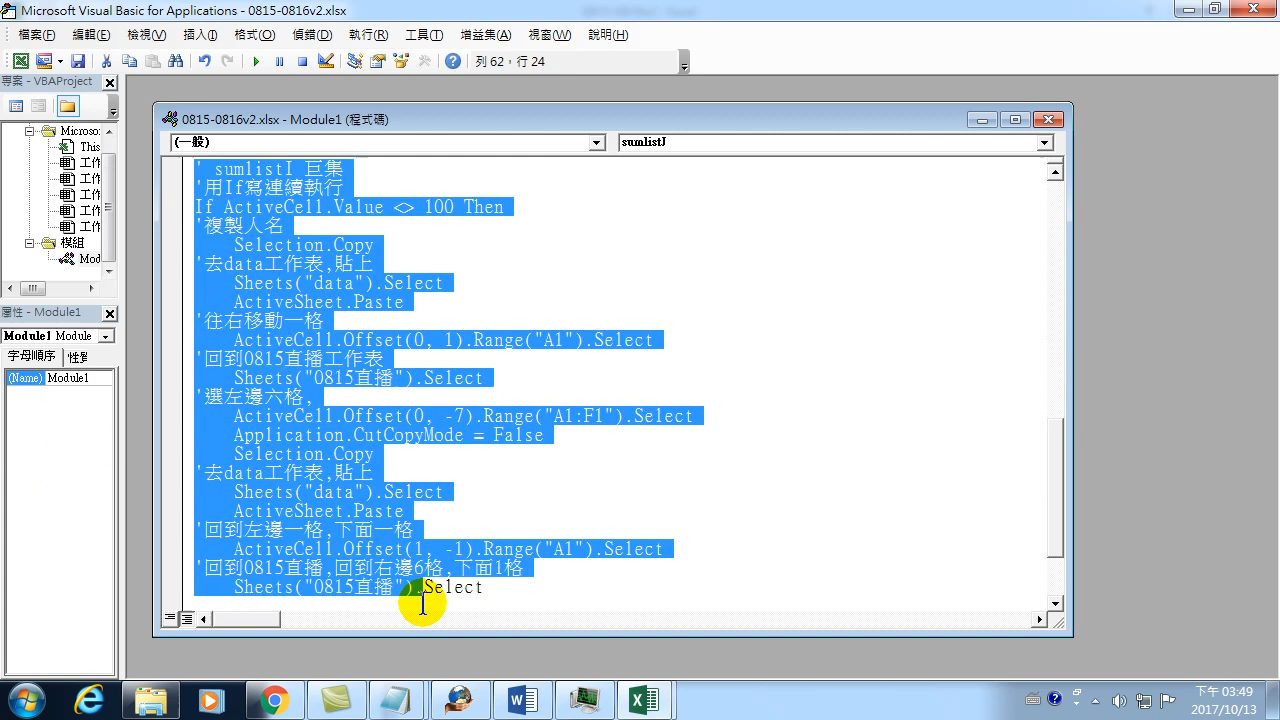 Microsoft Visual Basic for Applications - 0815-0816v2.xlsx
檔案(F) 編輯(E) 檢視(V) 插入(I) 格式(O) 偵錯(D) 執行(R) 工具(T) 增益集(A) 視窗(W) 說明(H)
列 62，行 24
專案 - VBAProject
Microso
This
工作
工作
工作
工作
模組
Mod
屬性 - Module1
Module1 Module
字母順序
(Name) Module1
0815-0816v2.xlsx - Module1 (程式碼)
(一般) sumlistJ
' sumlistI 巨集
'用If寫連續執行
If ActiveCell.Value <> 100 Then
'複製人名
Selection.Copy
'去data工作表,貼上
Sheets("data").Select
ActiveSheet.Paste
'往右移動一格
ActiveCell.Offset(0, 1).Range("A1").Select
'回到0815直播工作表
Sheets("0815直播").Select
'選左邊六格,
ActiveCell.Offset(0, -7).Range("A1:F1").Select
Application.CutCopyMode = False
Selection.Copy
'去data工作表,貼上
Sheets("data").Select
ActiveSheet.Paste
'回到左邊一格,下面一格
ActiveCell.Offset(1, -1).Range("A1").Select
'回到0815直播,回到右邊6格,下面1格
Sheets("0815直播").Select
下午 03:49
2017/10/13